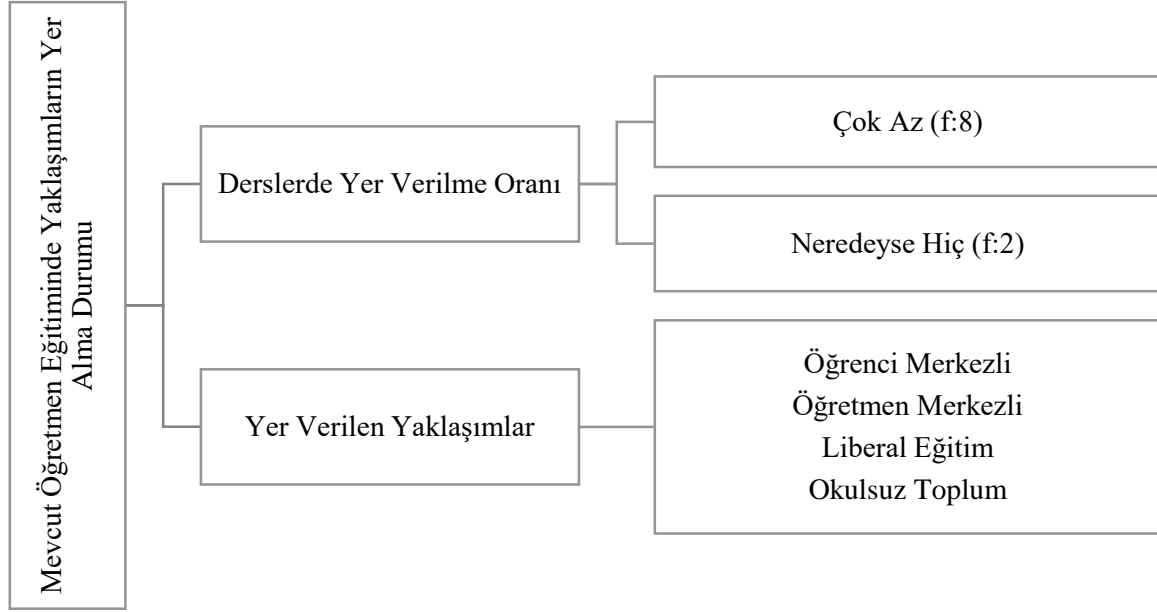 Mevcut Öğretmen Eğitiminde Yaklaşımların Yer
Alma Durumu
Derslerde Yer Verilme Oranı
Çok Az (f:8)
Neredeyse Hiç (f:2)
Yer Verilen Yaklaşımlar
Öğrenci Merkezli
Öğretmen Merkezli
Liberal Eğitim
Okulsuz Toplum